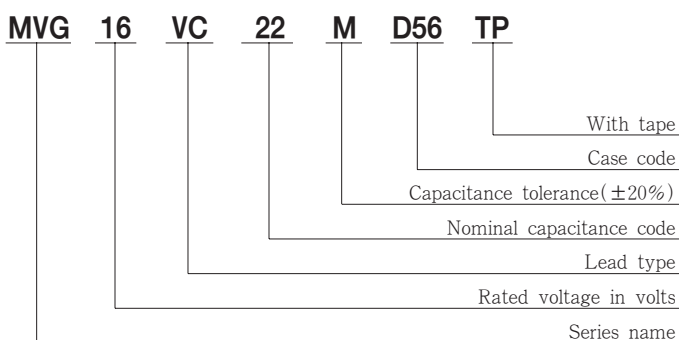 MVG 16 VC 22 M D56 TP
With tape
Case code
Capacitance tolerance(±20%)
Nominal capacitance code
Lead type
Rated voltage in volts
Series name